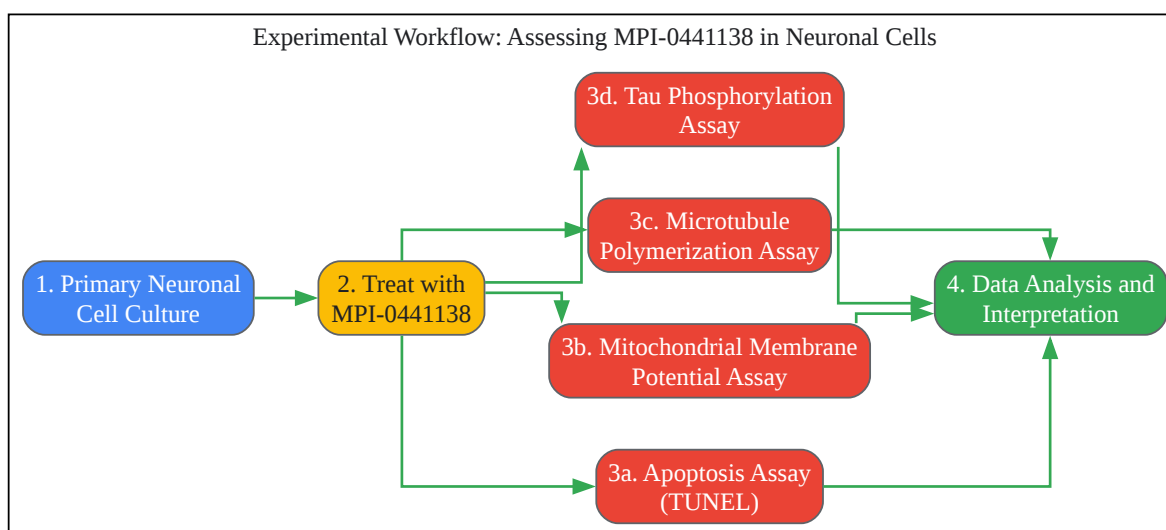 Experimental Workflow: Assessing MPI-0441138 in Neuronal Cells
3d. Tau Phosphorylation
Assay
3c. Microtubule
Polymerization Assay
1. Primary Neuronal
Cell Culture
2. Treat with
MPI-0441138
4. Data Analysis and
Interpretation
3b. Mitochondrial Membrane
Potential Assay
3a. Apoptosis Assay
(TUNEL)